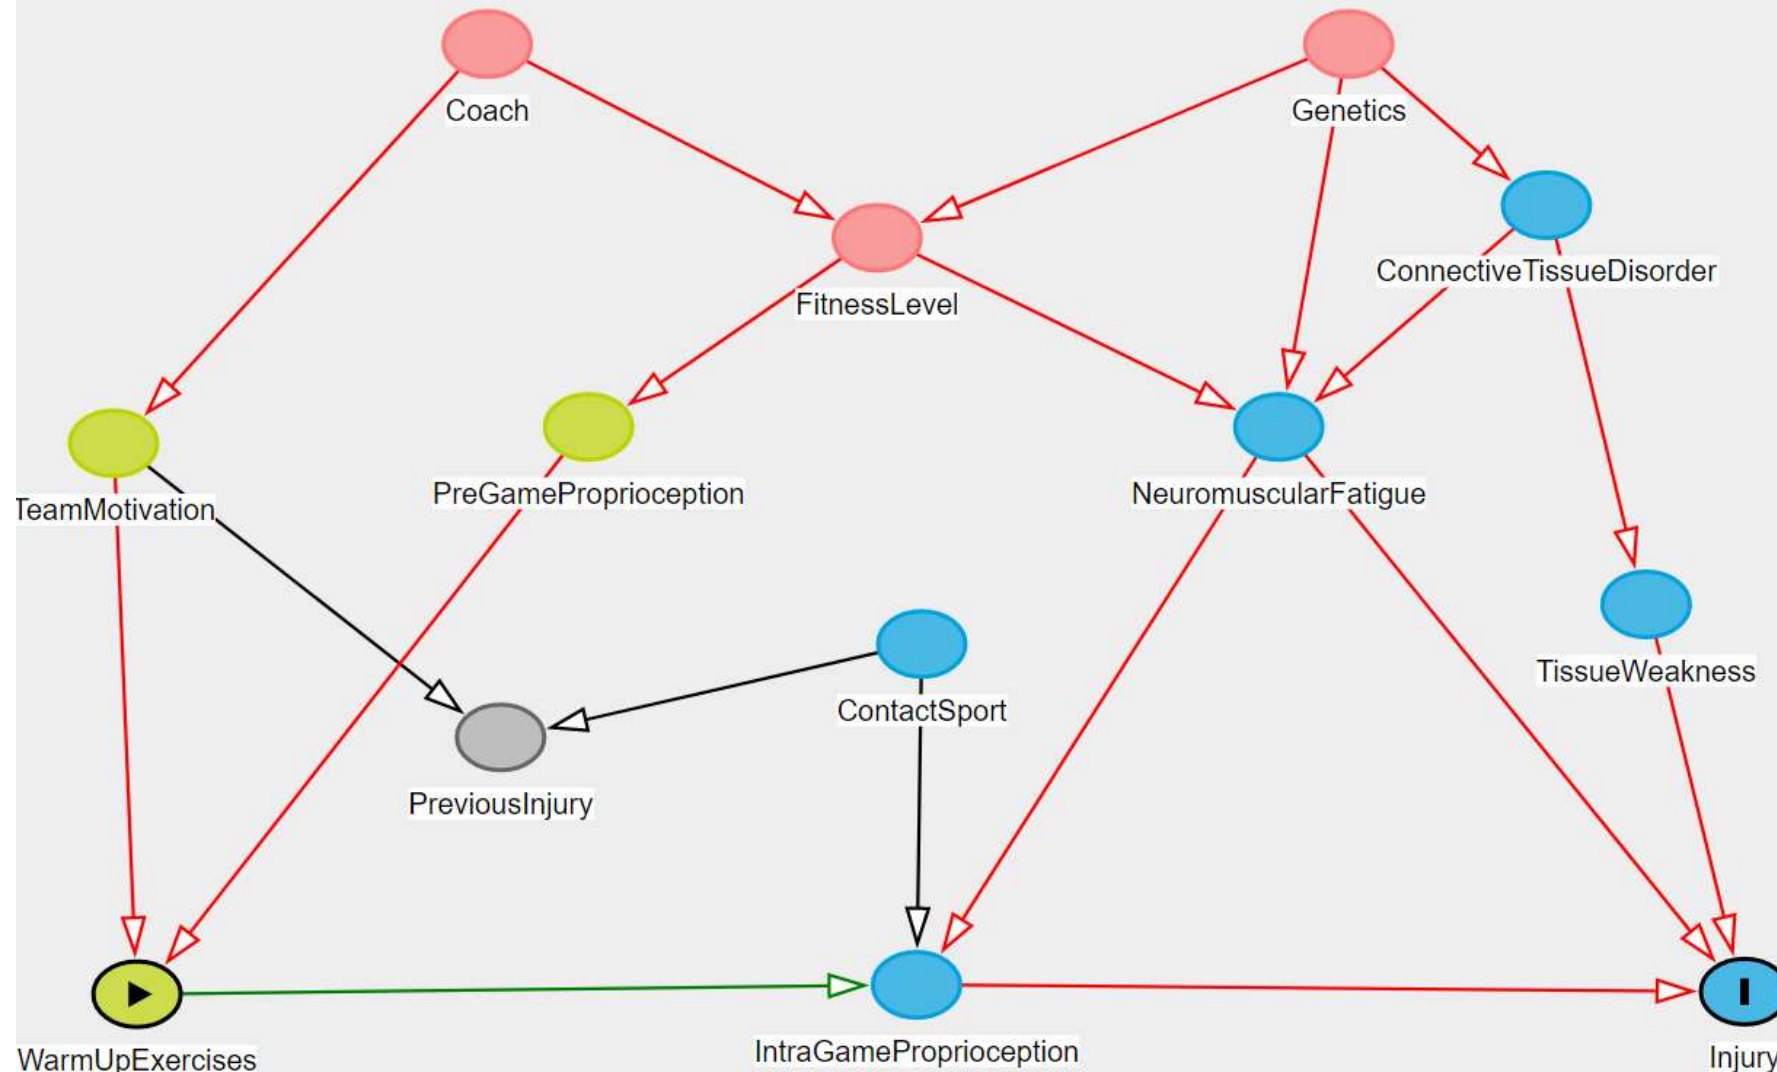 Coach
Genetics
ConnectiveTissueDisorder
FitnessLevel
TeamMotivation
PreGameProprioception
NeuromuscularFatigue
TissueWeakness
ContactSport
PreviousInjury
WarmUpExercises
IntraGameProprioception
Injury